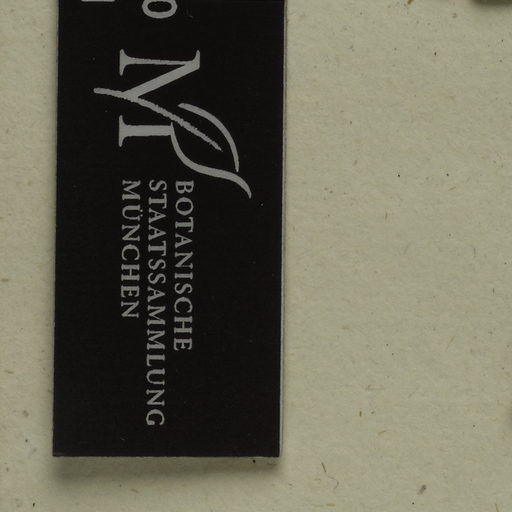 M
BOTANISCHE
STAATSSAMMLUNG
MÜNCHEN